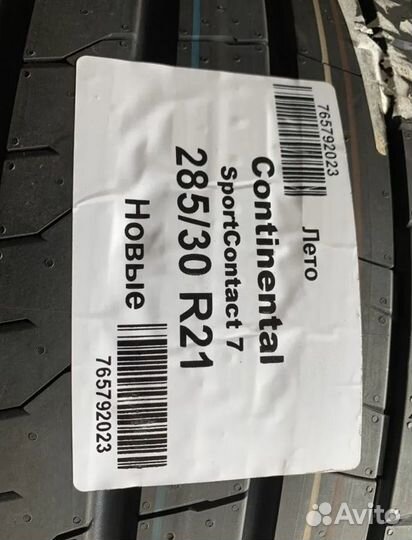 765792023
Лето
Continental
SportContact 7
285/30 R21
Новые
765792023
Avito